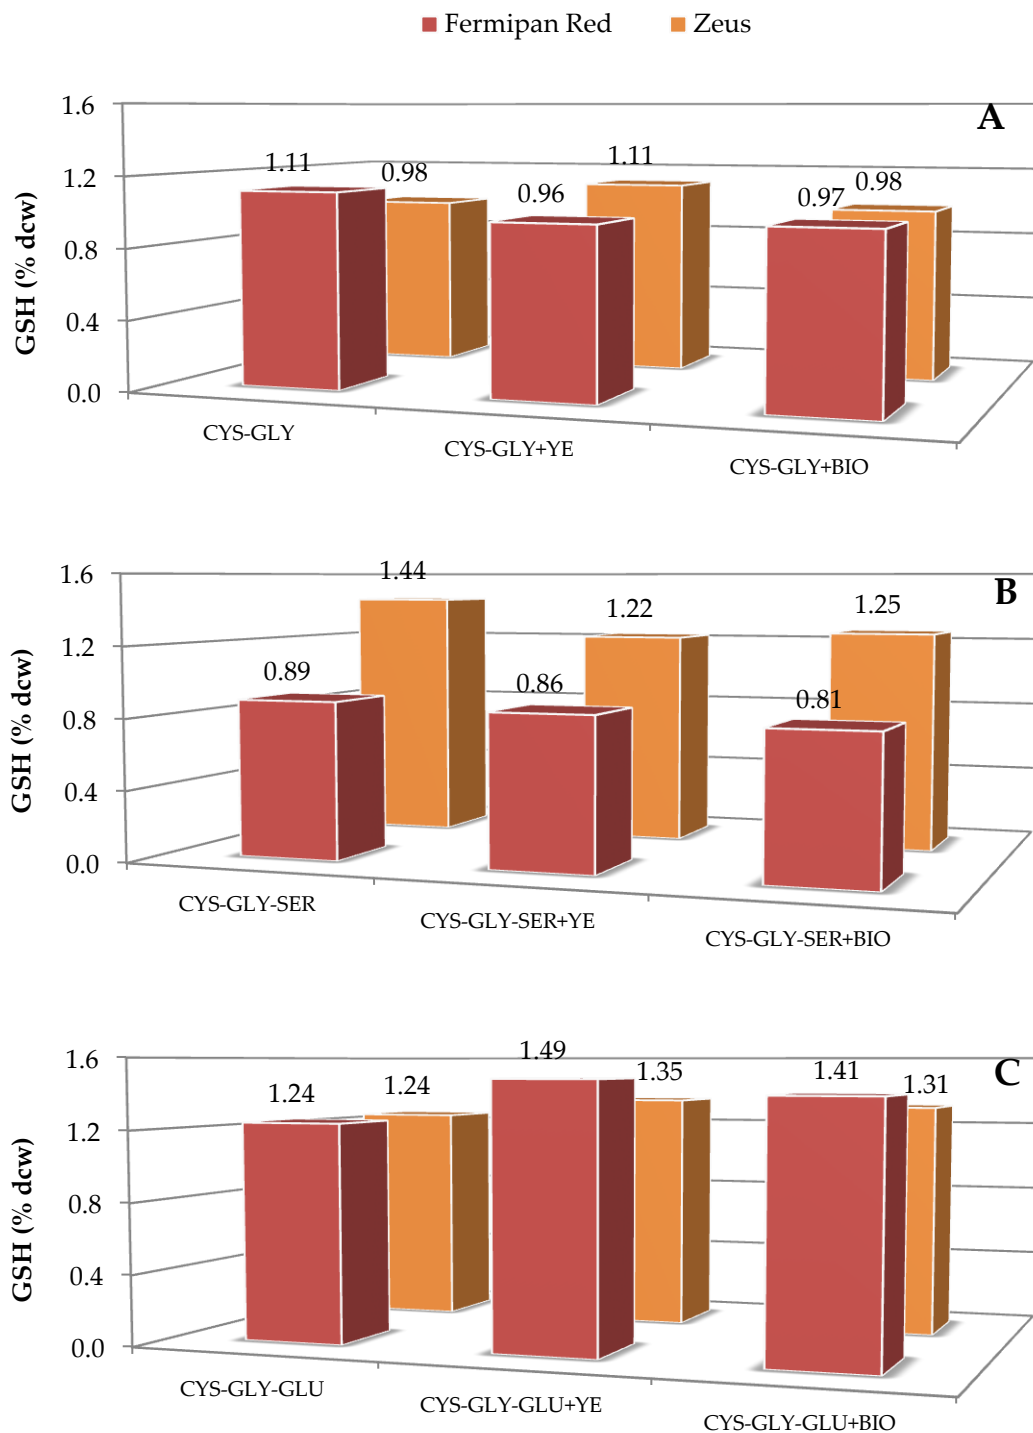 Fermipan Red Zeus
A
GSH (% dcw)
1.6
1.2
0.8
0.4
0.0
1.11 0.98 0.96 1.11 0.97 0.98
CYS-GLY CYS-GLY+YE CYS-GLY+BIO
B
GSH (% dcw)
1.6
1.2
0.8
0.4
0.0
0.89 1.44 0.86 1.22 0.81 1.25
CYS-GLY-SER CYS-GLY-SER+YE CYS-GLY-SER+BIO
C
GSH (% dcw)
1.6
1.2
0.8
0.4
0.0
1.24 1.24 1.49 1.35 1.41 1.31
CYS-GLY-GLU CYS-GLY-GLU+YE CYS-GLY-GLU+BIO